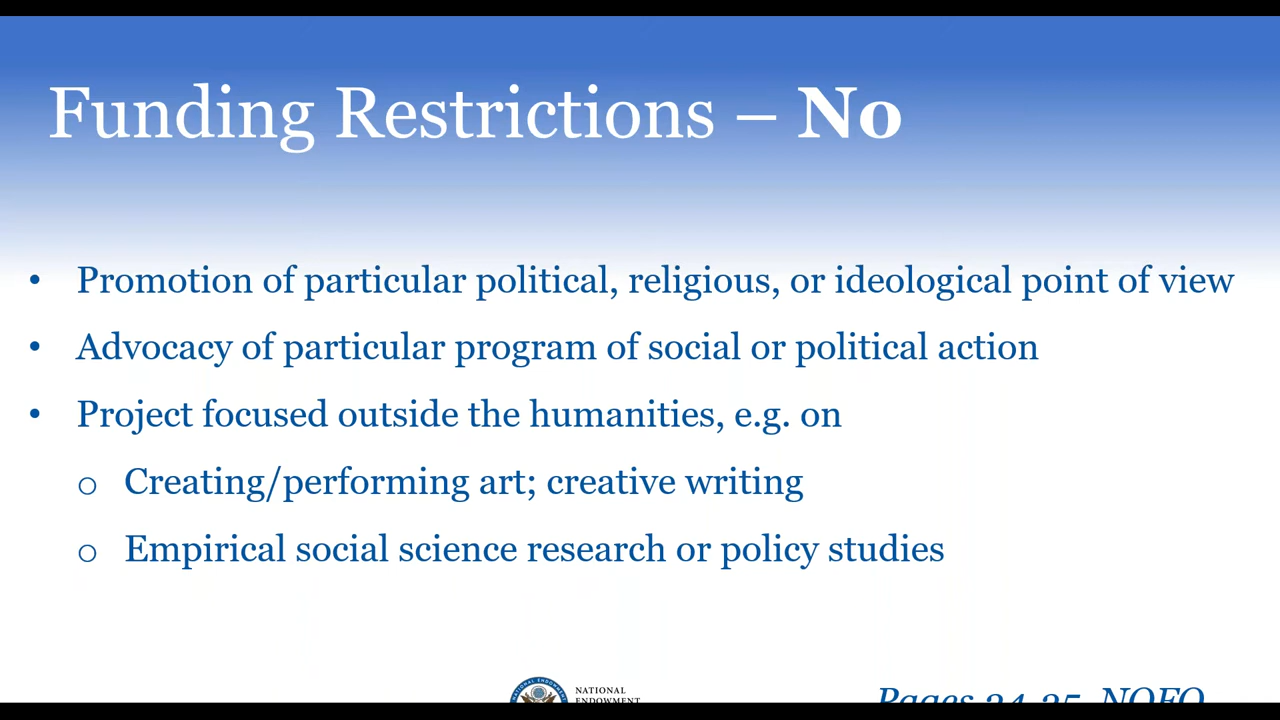 Funding Restrictions – No
• Promotion of particular political, religious, or ideological point of view
• Advocacy of particular program of social or political action
• Project focused outside the humanities, e.g. on
o Creating/performing art; creative writing
o Empirical social science research or policy studies
NATIONAL
ENDOWMENT
Pages 24-25, NOFO